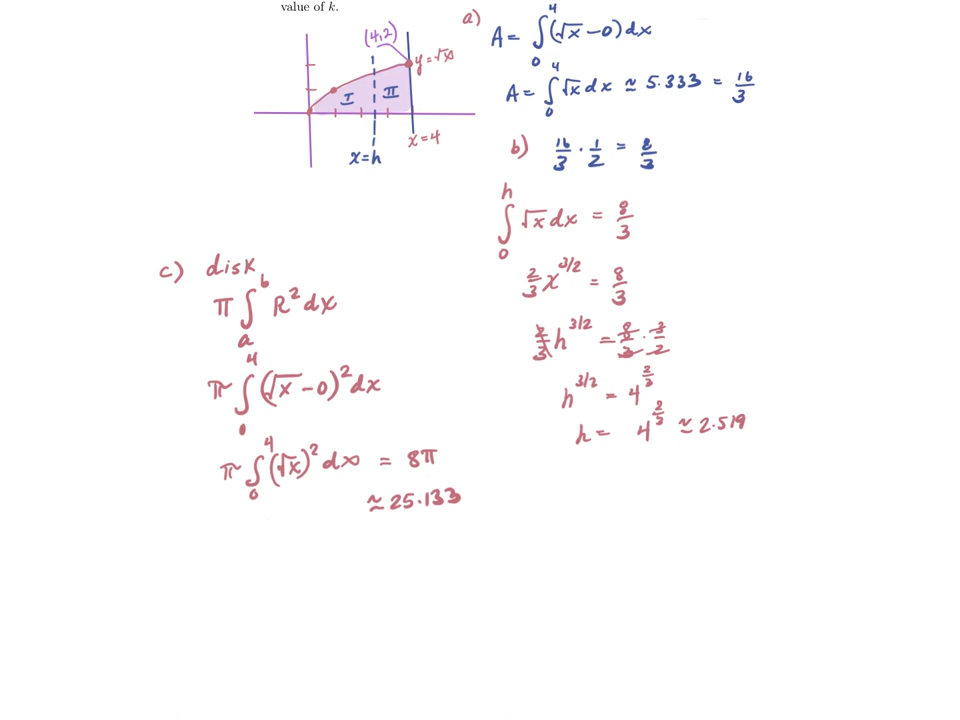 value of k.
a)
A = ∫₀⁴ (√x − 0) dx
(4,2)
y = √x
A = ∫₀⁴ √x dx ≈ 5.333 = 16/3
I II
x = 4
x = h
b) 16/3 · 1/2 = 8/3
∫₀ʰ √x dx = 8/3
2/3 x^3/2 = 8/3
2/3 h^3/2 = 8/3 · 3/2
h^3/2 = 4^2/3
h = 4^2/3 ≈ 2.519
c) disk
π ∫ₐᵇ R² dx
π ∫₀⁴ (√x − 0)² dx
π ∫₀⁴ (√x)² dx = 8π
≈ 25.133